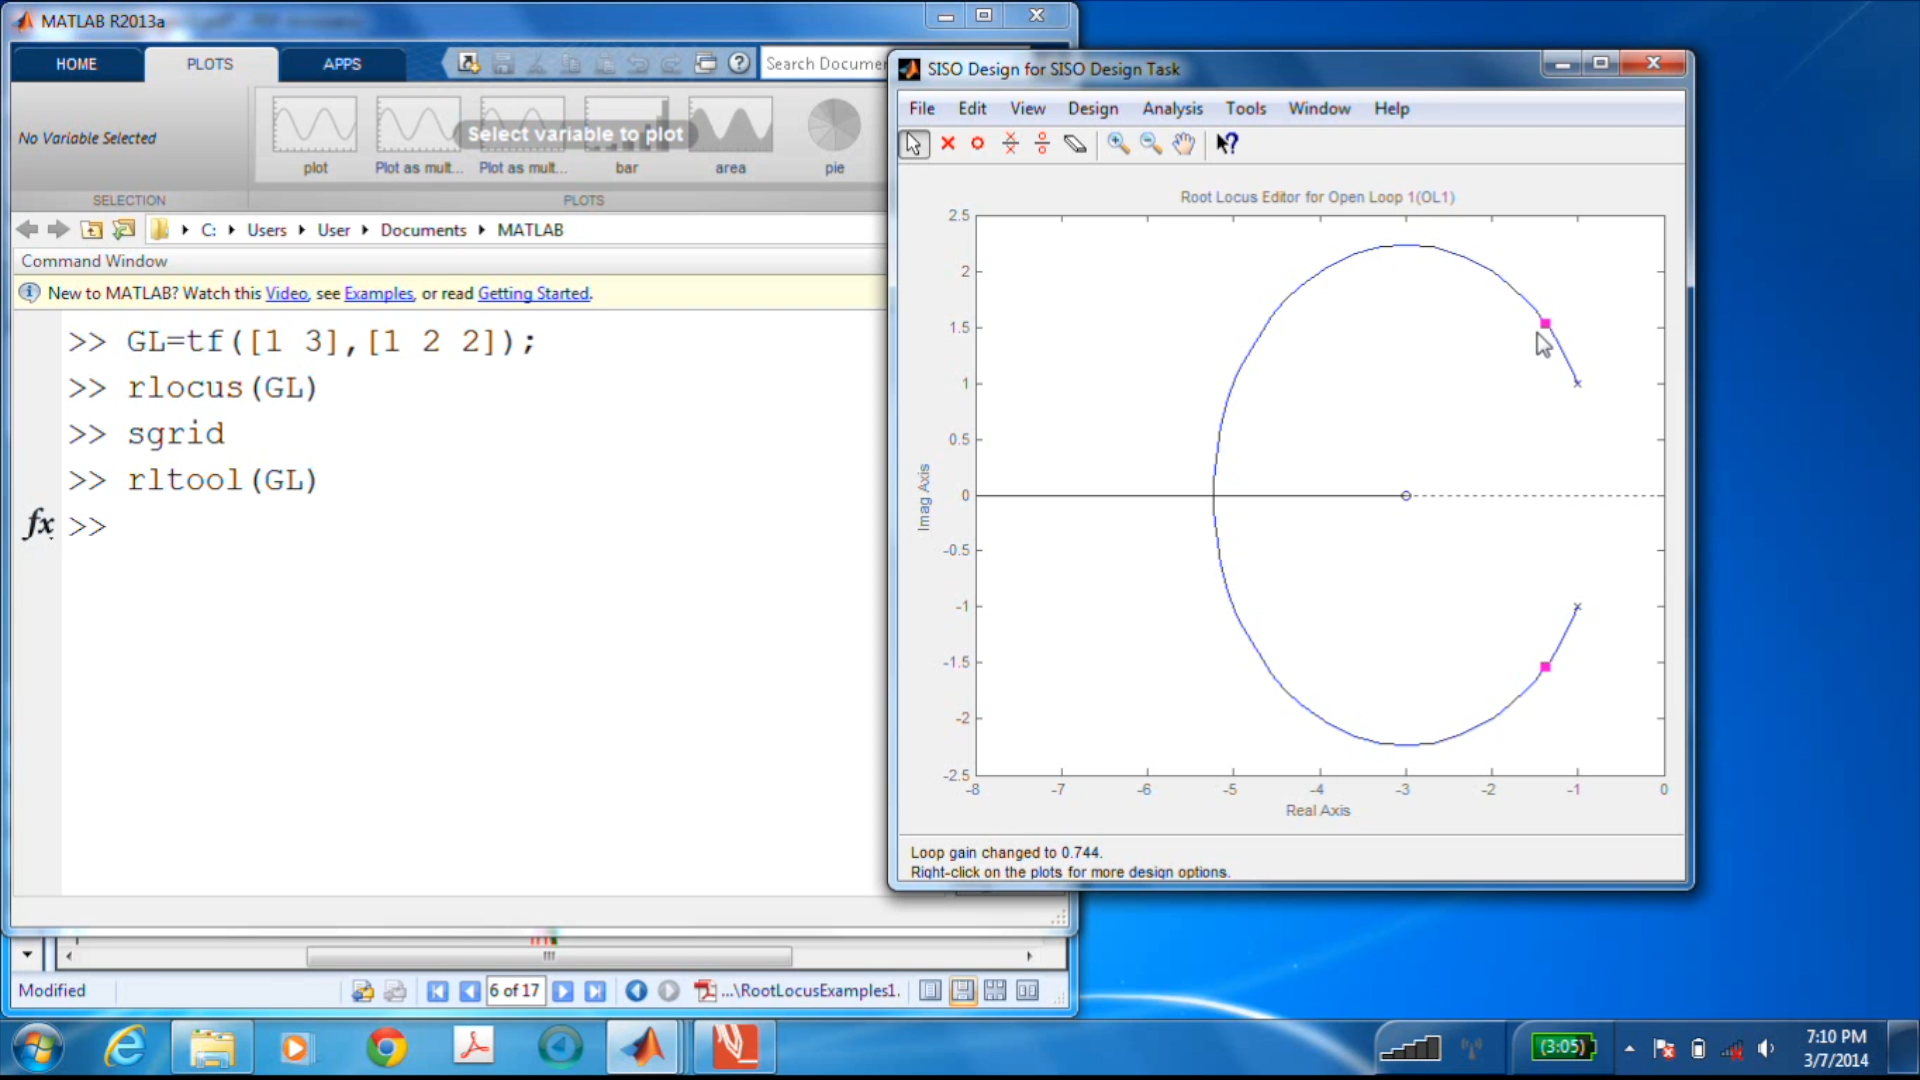 MATLAB R2013a
HOME PLOTS APPS Search Documen
No Variable Selected
Select variable to plot
plot Plot as mult... Plot as mult... bar area pie
SELECTION PLOTS
C: Users User Documents MATLAB
Command Window
New to MATLAB? Watch this Video, see Examples, or read Getting Started.
>> GL=tf([1 3],[1 2 2]);
>> rlocus(GL)
>> sgrid
>> rltool(GL)
fx >>
Modified 6 of 17 ...\RootLocusExamples1.
SISO Design for SISO Design Task
File Edit View Design Analysis Tools Window Help
Root Locus Editor for Open Loop 1(OL1)
2.5
2
1.5
1
0.5
0
-0.5
-1
-1.5
-2
-2.5
Imag Axis
-8 -7 -6 -5 -4 -3 -2 -1 0
Real Axis
Loop gain changed to 0.744.
Right-click on the plots for more design options.
(3:05)
7:10 PM
3/7/2014